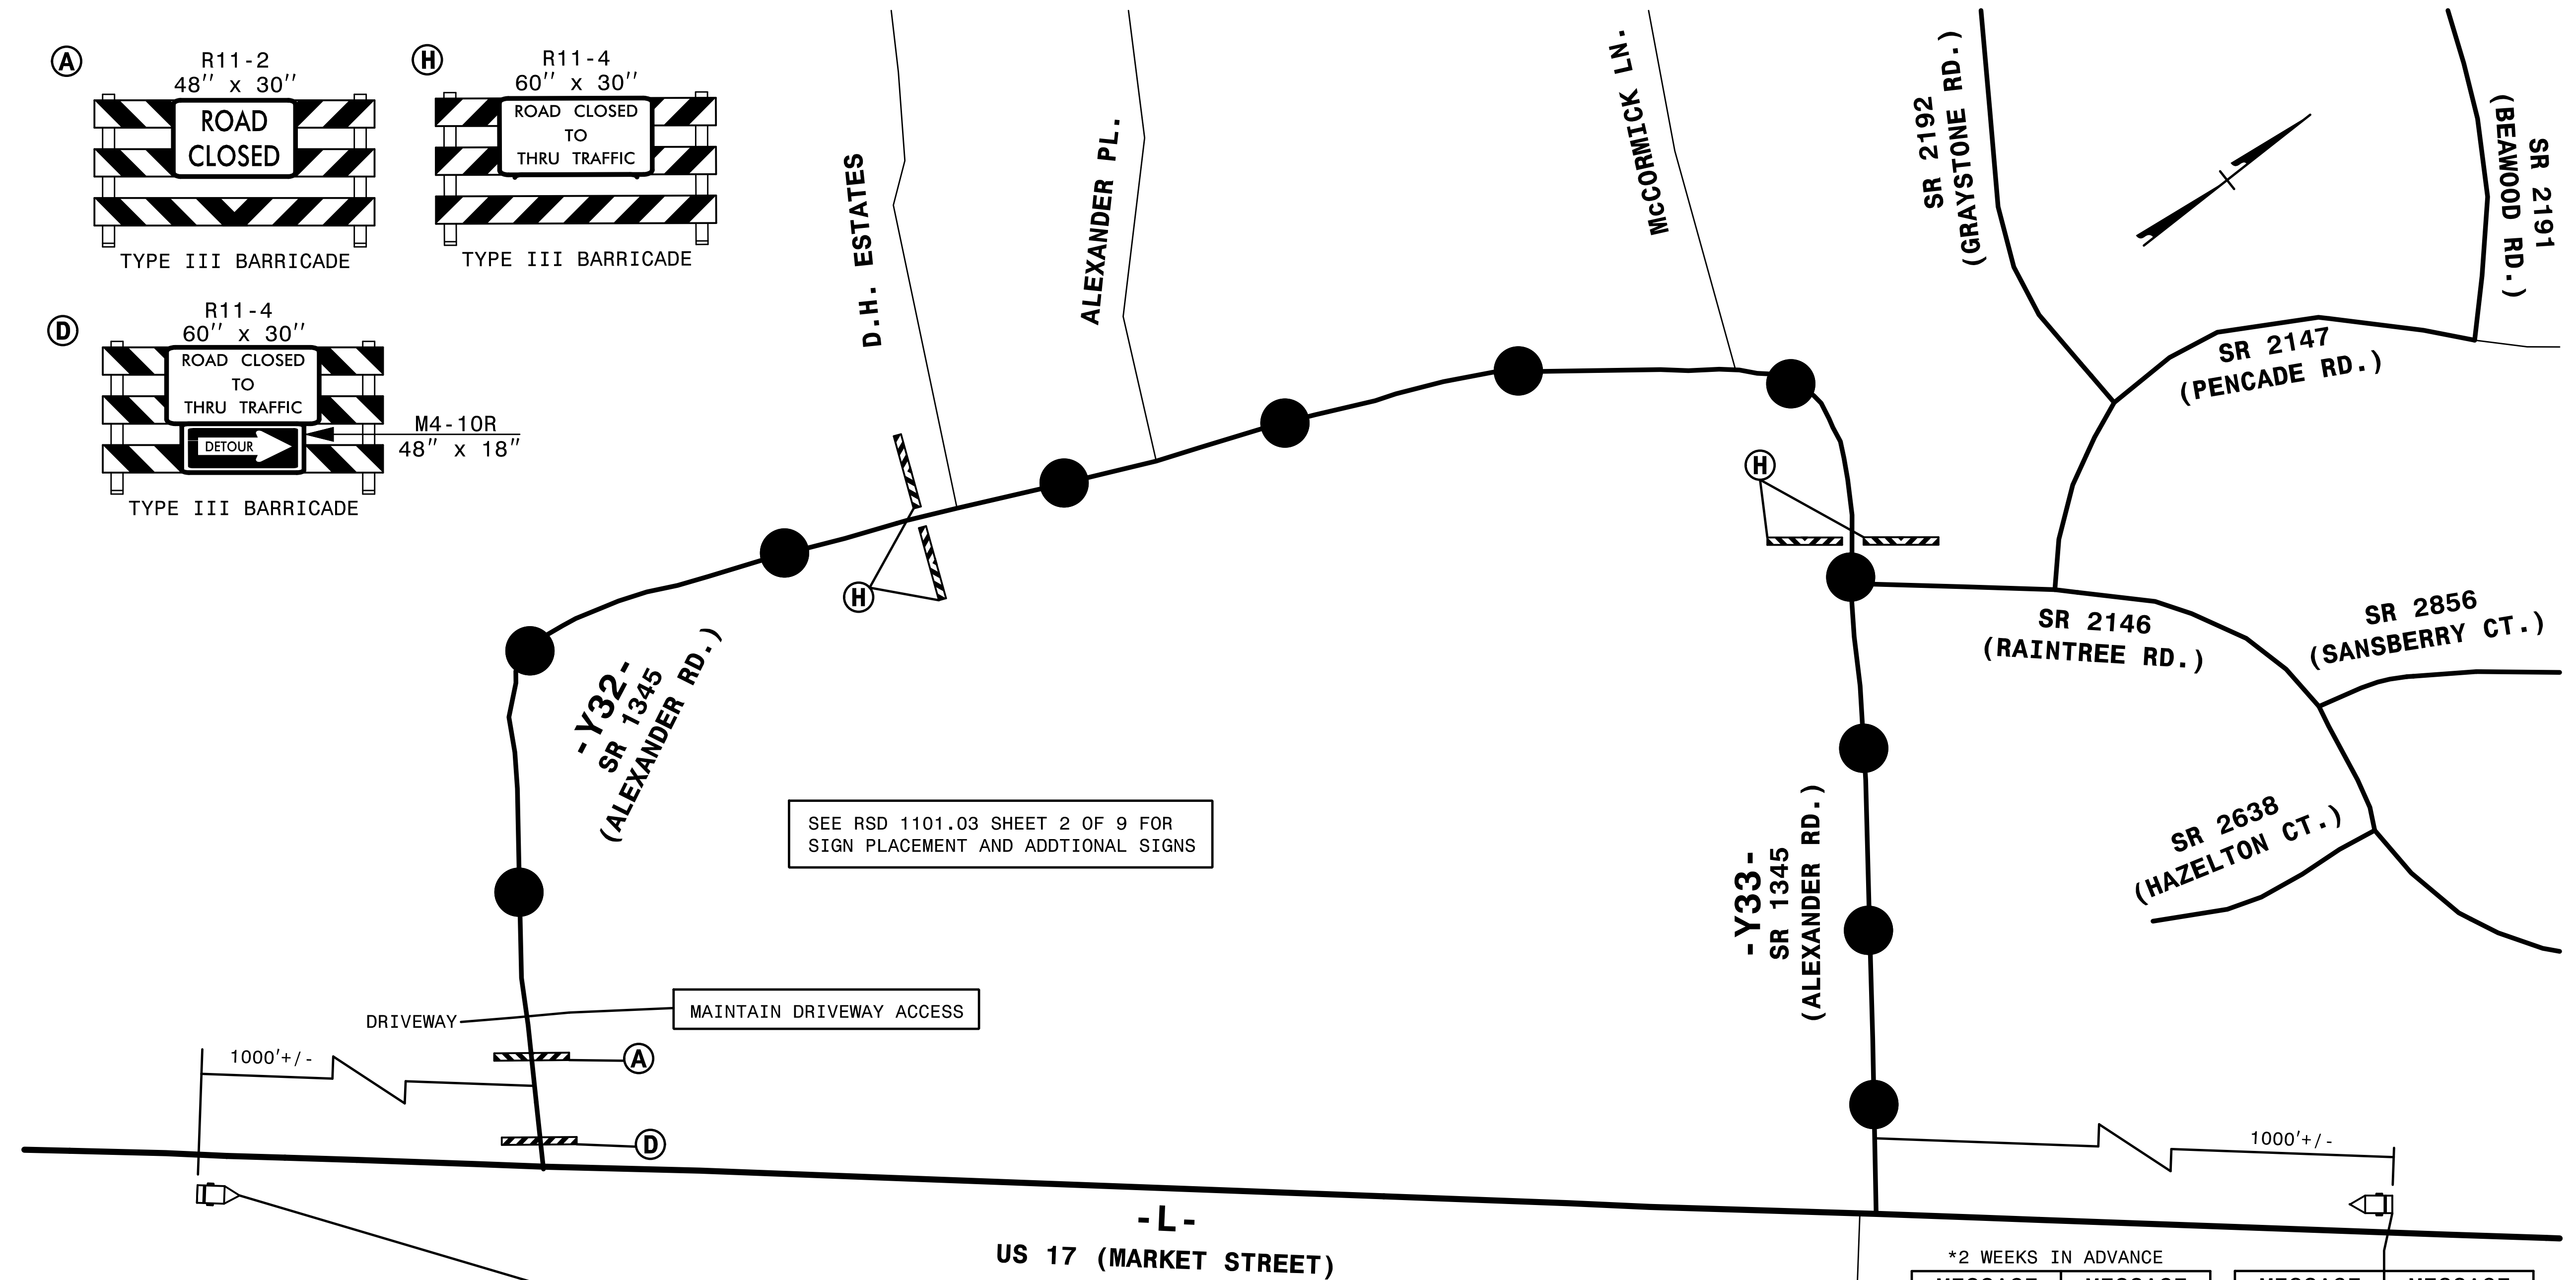 A
R11-2
48" x 30"
ROAD
CLOSED
TYPE III BARRICADE
H
R11-4
60" x 30"
ROAD CLOSED
TO
THRU TRAFFIC
TYPE III BARRICADE
D
R11-4
60" x 30"
ROAD CLOSED
TO
THRU TRAFFIC
DETOUR
M4-10R
48" x 18"
TYPE III BARRICADE
D.H. ESTATES
ALEXANDER PL.
McCORMICK LN.
SR 2192
(GRAYSTONE RD.)
SR 2191
(BEAWOOD RD.)
SR 2147
(PENCADE RD.)
H
H
SR 2146
(RAINTREE RD.)
SR 2856
(SANSBERRY CT.)
SR 2638
(HAZELTON CT.)
-Y32-
SR 1345
(ALEXANDER RD.)
SEE RSD 1101.03 SHEET 2 OF 9 FOR
SIGN PLACEMENT AND ADDTIONAL SIGNS
-Y33-
SR 1345
(ALEXANDER RD.)
DRIVEWAY
MAINTAIN DRIVEWAY ACCESS
1000'+/-
A
D
1000'+/-
-L-
US 17 (MARKET STREET)
*2 WEEKS IN ADVANCE
MESSAGE MESSAGE MESSAGE MESSAGE